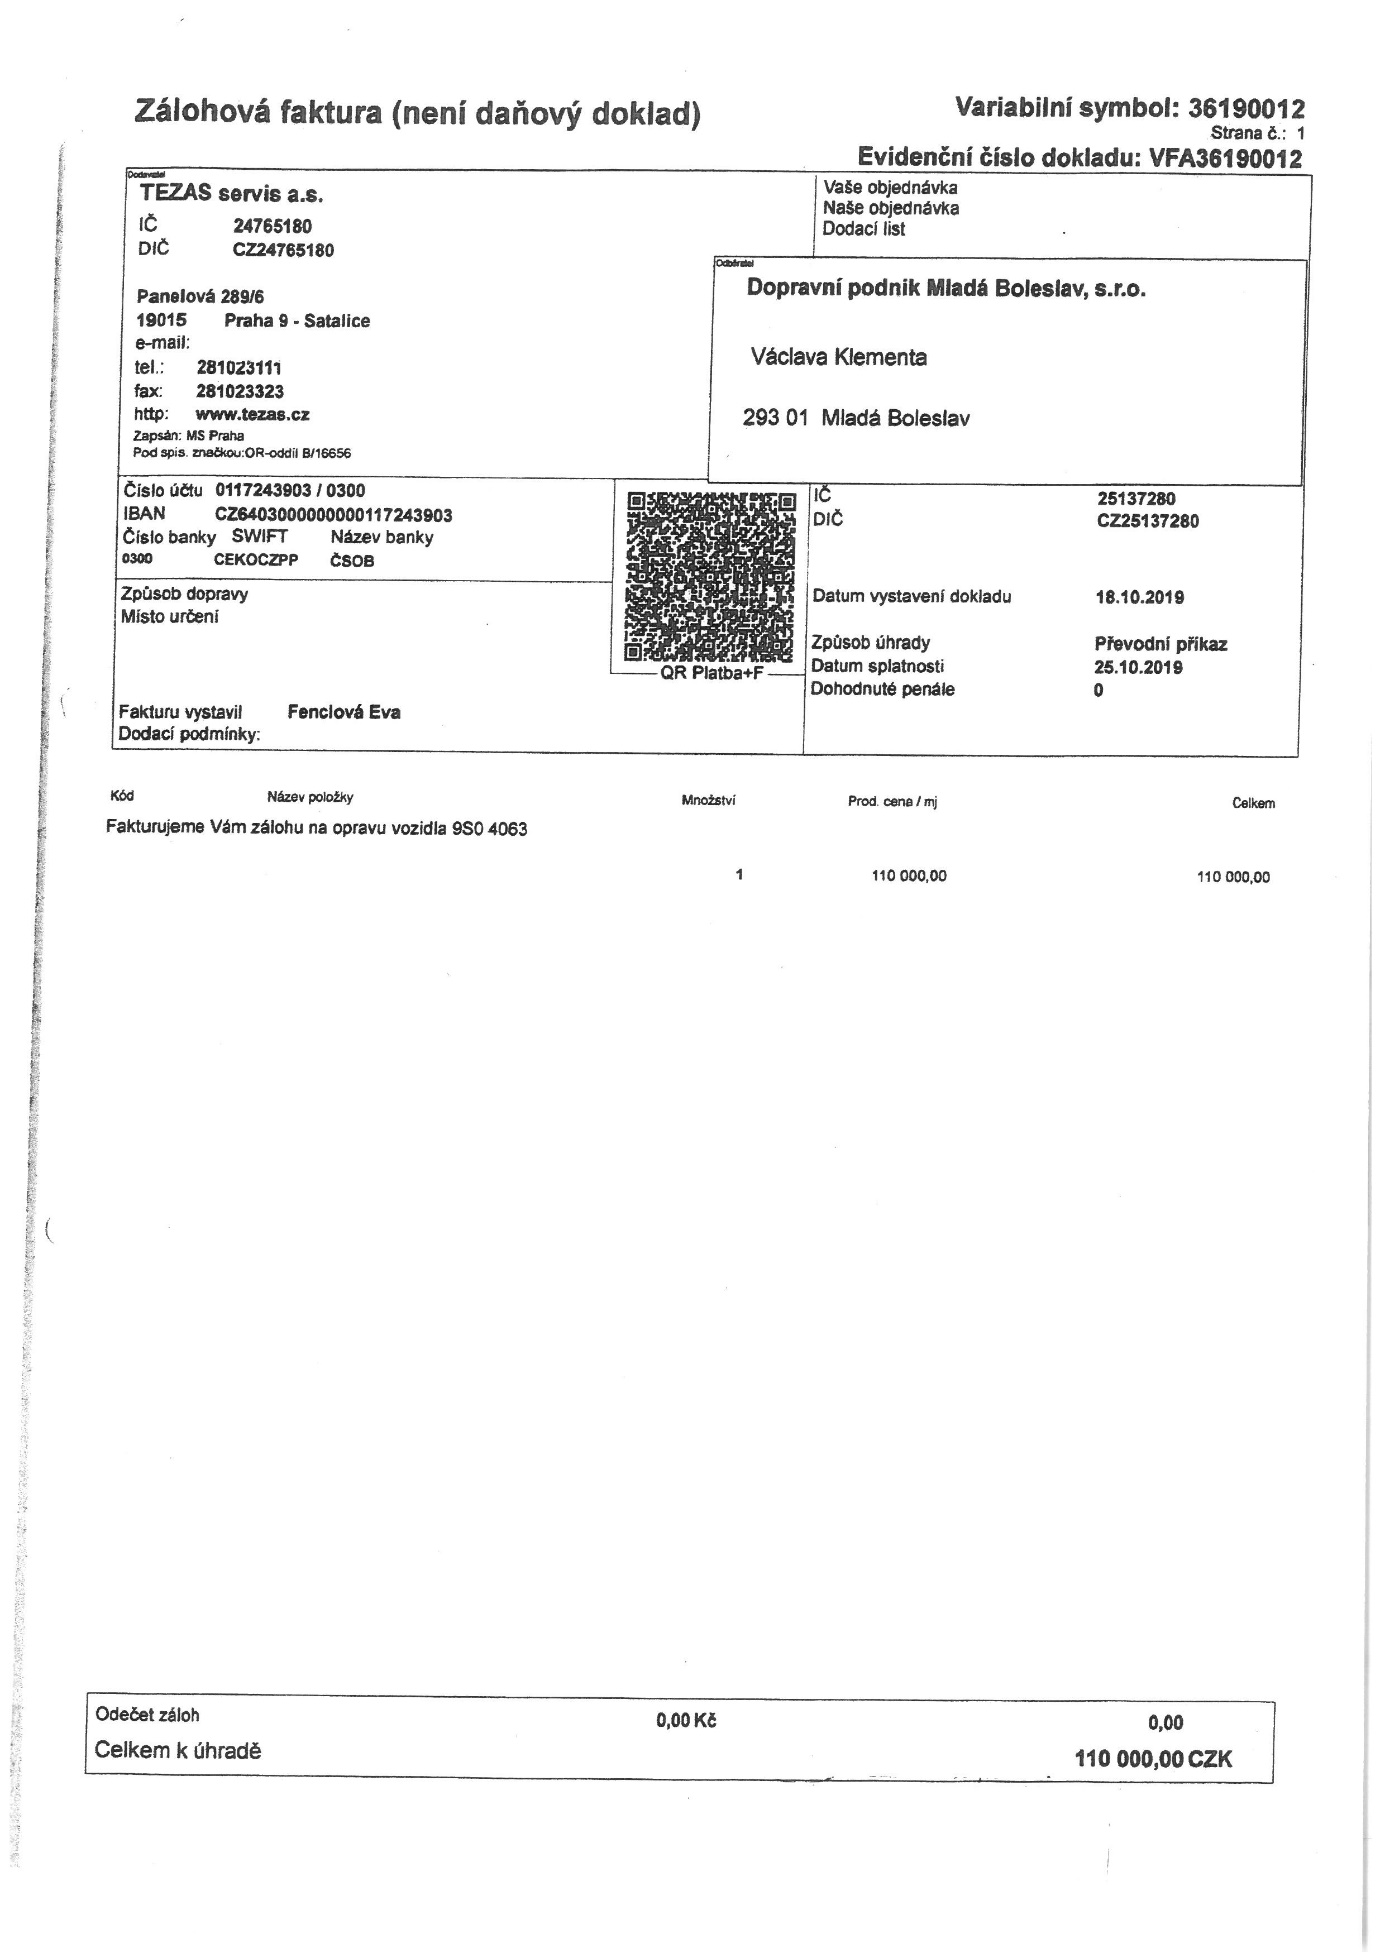 Zálohová faktura (není daňový doklad)
Variabilní symbol: 36190012
Strana č.: 1
Evidenční číslo dokladu: VFA36190012
Dodavatel
TEZAS servis a.s.
IČ 24765180
DIČ CZ24765180
Panelová 289/6
19015 Praha 9 - Satalice
e-mail:
tel.: 281023111
fax: 281023323
http: www.tezas.cz
Zapsán: MS Praha
Pod spis. značkou:OR-oddíl B/16656
Vaše objednávka
Naše objednávka
Dodací list
Odběratel
Dopravní podnik Mladá Boleslav, s.r.o.
Václava Klementa
293 01 Mladá Boleslav
Číslo účtu 0117243903 / 0300
IBAN CZ6403000000000117243903
Číslo banky SWIFT Název banky
0300 CEKOCZPP ČSOB
Způsob dopravy
Místo určení
QR Platba+F
Fakturu vystavil Fenclová Eva
Dodací podmínky:
IČ 25137280
DIČ CZ25137280
Datum vystavení dokladu 18.10.2019
Způsob úhrady Převodní příkaz
Datum splatnosti 25.10.2019
Dohodnuté penále 0
Kód Název položky Množství Prod. cena / mj Celkem
Fakturujeme Vám zálohu na opravu vozidla 9S0 4063
1 110 000,00 110 000,00
Odečet záloh 0,00 Kč 0,00
Celkem k úhradě 110 000,00 CZK